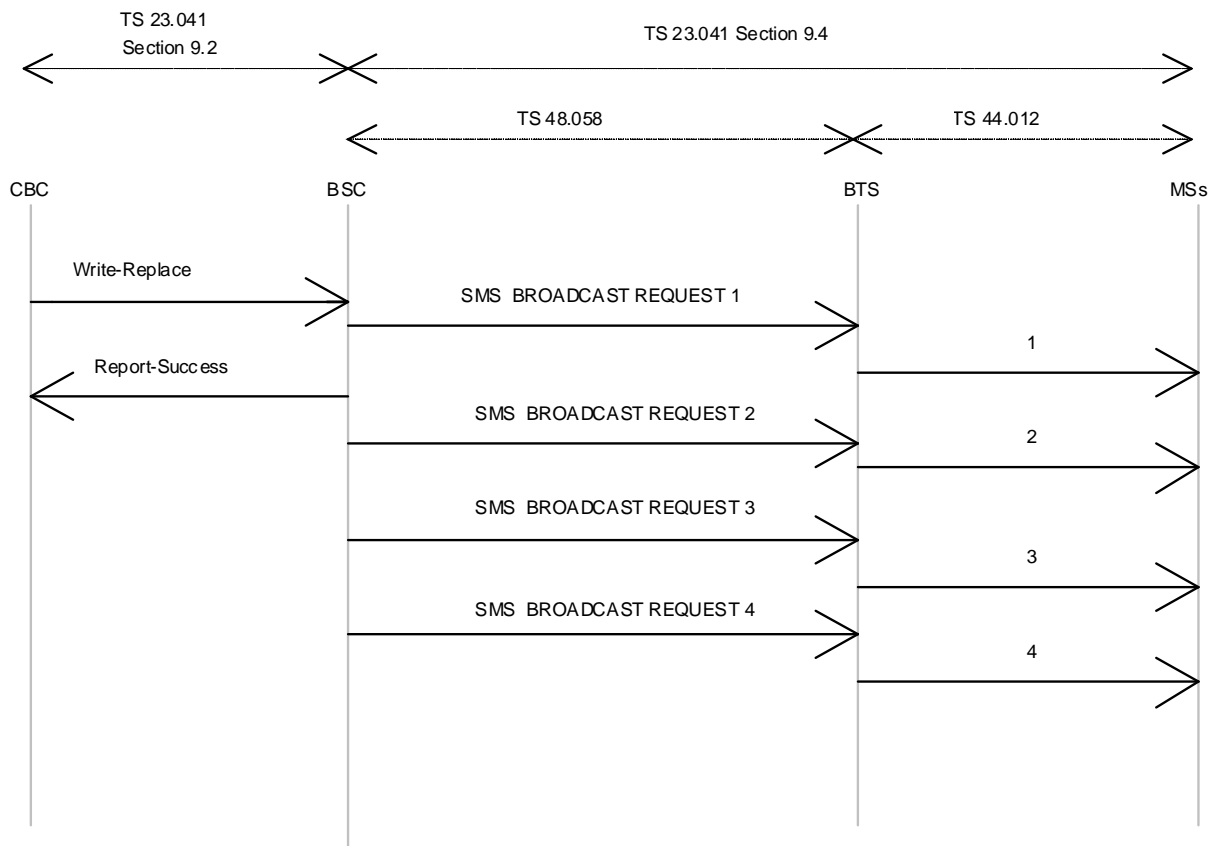 TS 23.041
Section 9.2
TS 23.041 Section 9.4
TS 48.058
TS 44.012
CBC
BSC
BTS
MSs
Write-Replace
SMS BROADCAST REQUEST 1
1
Report-Success
SMS BROADCAST REQUEST 2
2
SMS BROADCAST REQUEST 3
3
SMS BROADCAST REQUEST 4
4